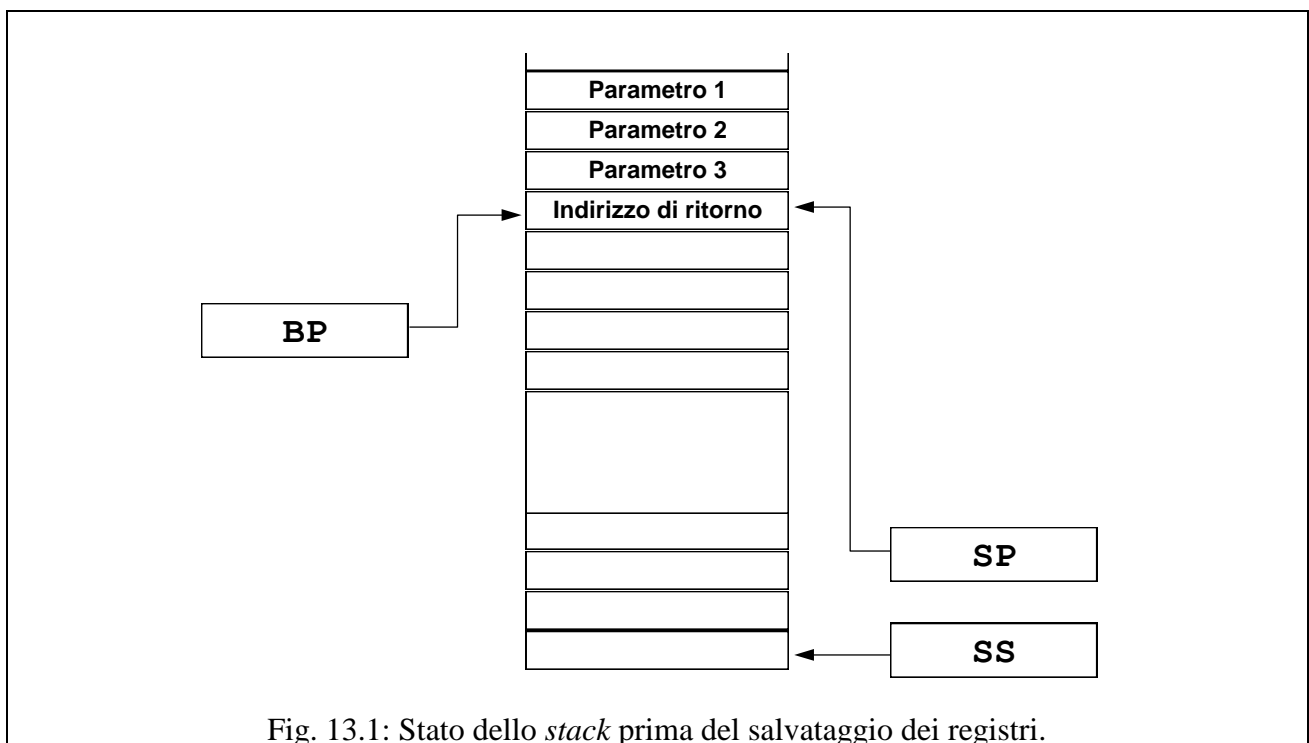 Parametro 1
Parametro 2
Parametro 3
Indirizzo di ritorno
BP
SP
SS
Fig. 13.1: Stato dello stack prima del salvataggio dei registri.